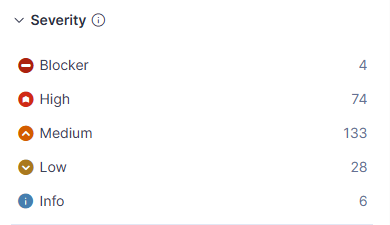 Severity
Blocker 4
High 74
Medium 133
Low 28
Info 6